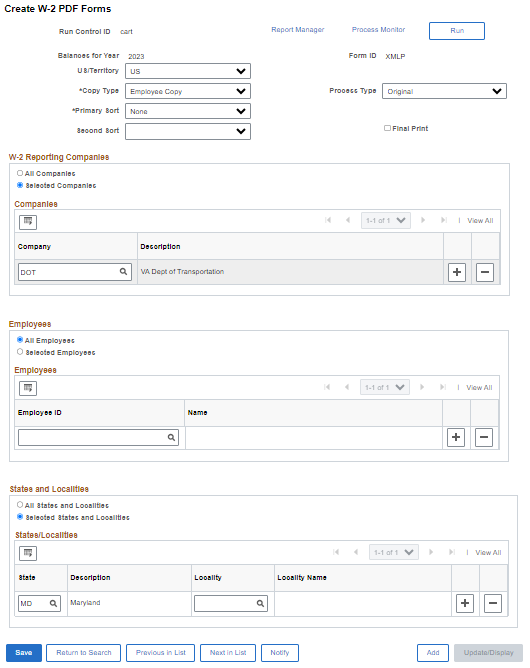 Create W-2 PDF Forms
Run Control ID cart Report Manager Process Monitor Run
Balances for Year 2023 Form ID XMLP
US/Territory US
*Copy Type Employee Copy Process Type Original
*Primary Sort None
Second Sort Final Print
W-2 Reporting Companies
All Companies
Selected Companies
Companies
1-1 of 1 View All
Company Description
DOT VA Dept of Transportation
Employees
All Employees
Selected Employees
Employees
1-1 of 1 View All
Employee ID Name
States and Localities
All States and Localities
Selected States and Localities
States/Localities
1-1 of 1 View All
State Description Locality Locality Name
MD Maryland
Save Return to Search Previous in List Next in List Notify Add Update/Display